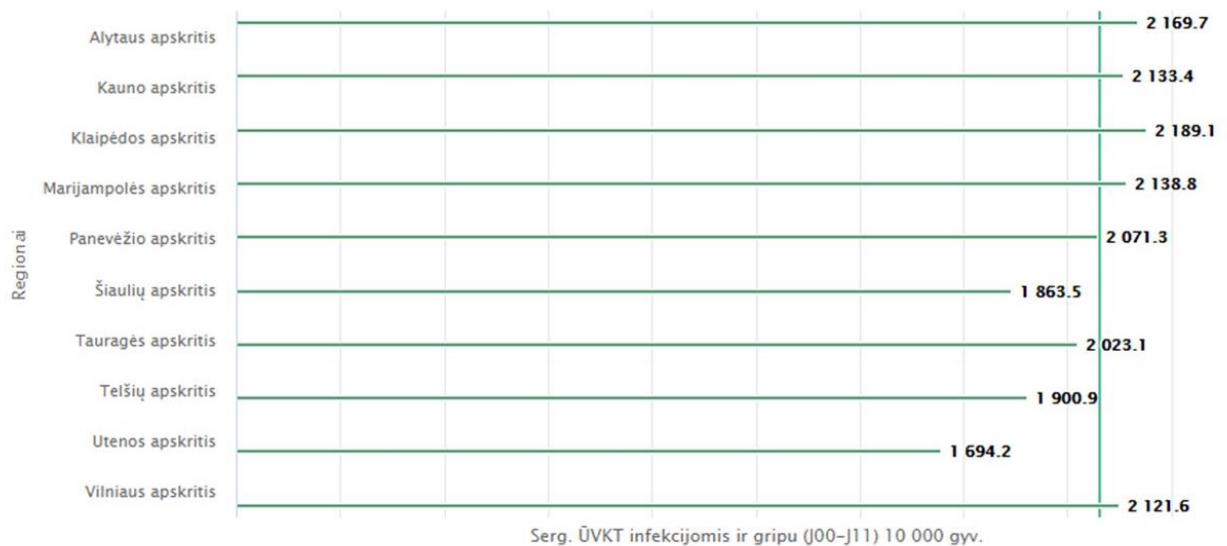 Regionai
Alytaus apskritis 2 169.7
Kauno apskritis 2 133.4
Klaipėdos apskritis 2 189.1
Marijampolės apskritis 2 138.8
Panevėžio apskritis 2 071.3
Šiaulių apskritis 1 863.5
Tauragės apskritis 2 023.1
Telšių apskritis 1 900.9
Utenos apskritis 1 694.2
Vilniaus apskritis 2 121.6
Serg. ŪVKT infekcijomis ir gripu (J00–J11) 10 000 gyv.